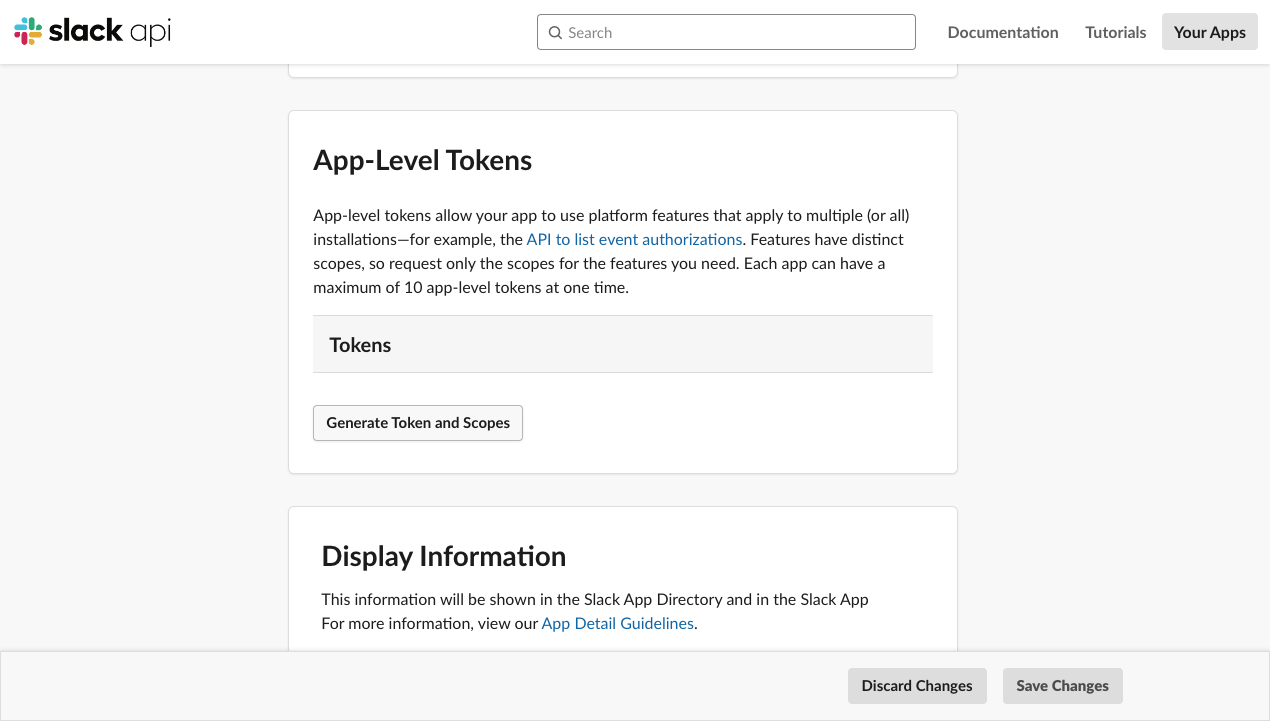 slack api
Search
Documentation
Tutorials
Your Apps
App-Level Tokens
App-level tokens allow your app to use platform features that apply to multiple (or all)
installations—for example, the API to list event authorizations. Features have distinct
scopes, so request only the scopes for the features you need. Each app can have a
maximum of 10 app-level tokens at one time.
Tokens
Generate Token and Scopes
Display Information
This information will be shown in the Slack App Directory and in the Slack App
For more information, view our App Detail Guidelines.
Discard Changes
Save Changes